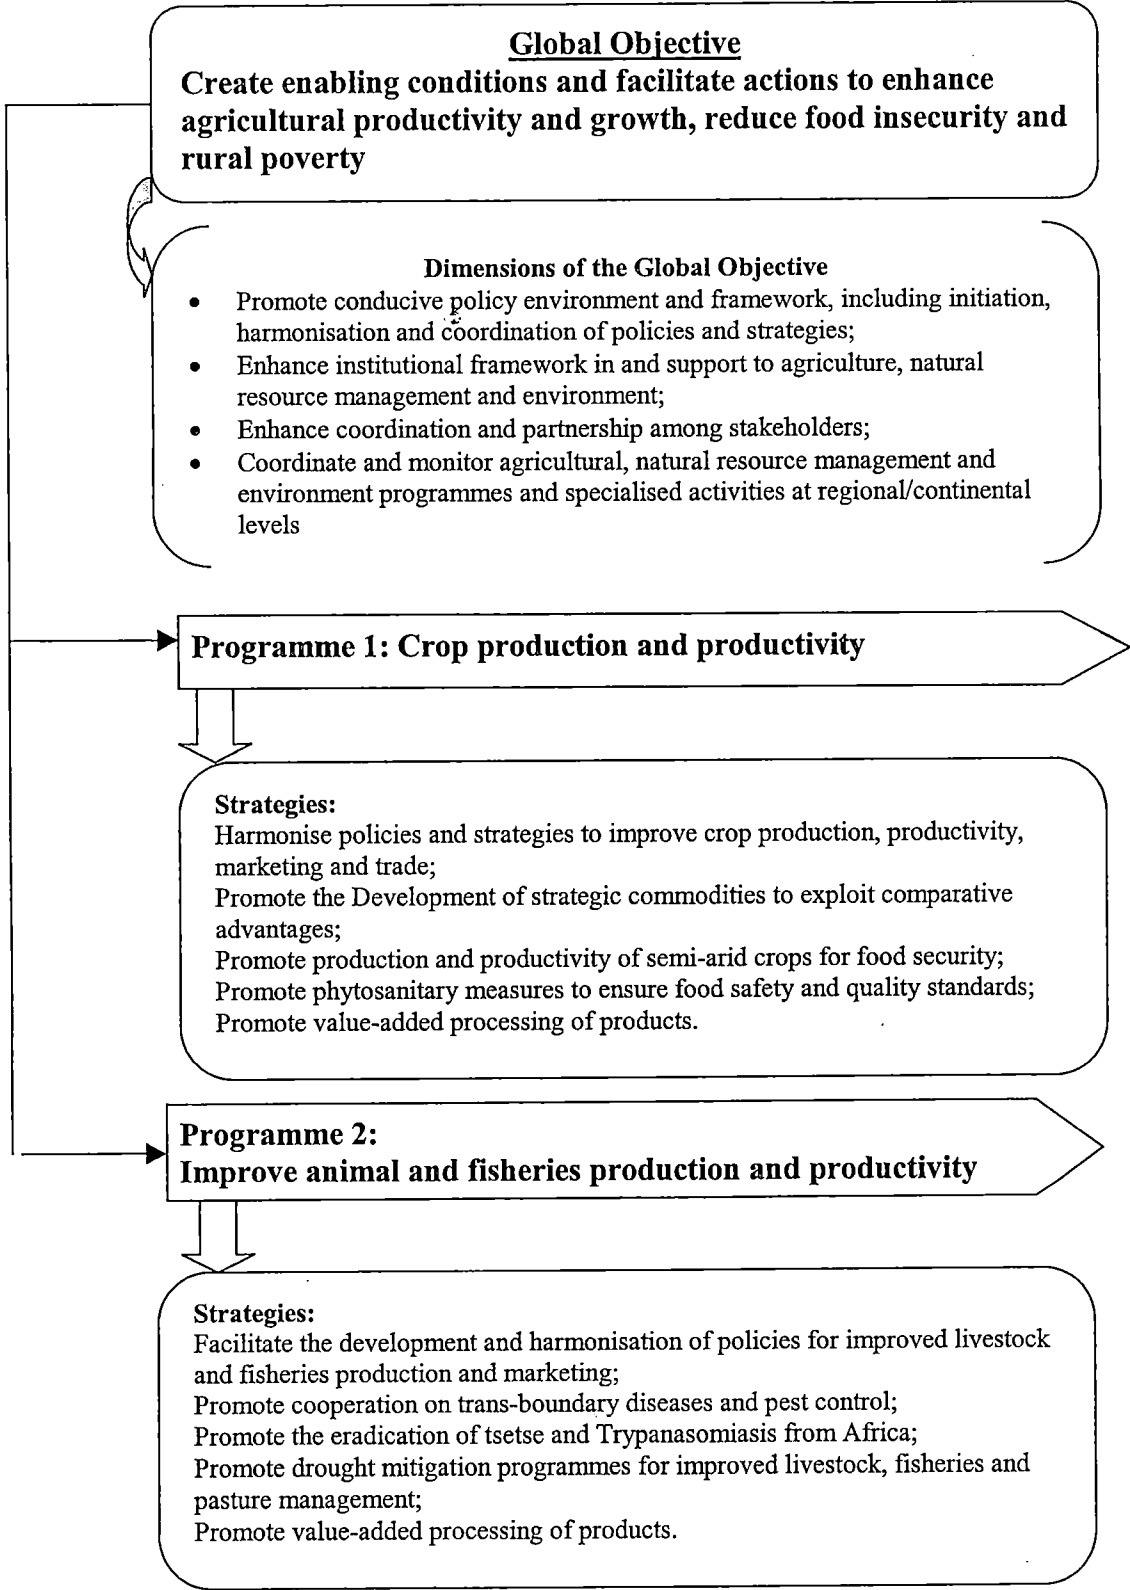 Global Objective
Create enabling conditions and facilitate actions to enhance
agricultural productivity and growth, reduce food insecurity and
rural poverty
Dimensions of the Global Objective
• Promote conducive policy environment and framework, including initiation,
harmonisation and coordination of policies and strategies;
• Enhance institutional framework in and support to agriculture, natural
resource management and environment;
• Enhance coordination and partnership among stakeholders;
• Coordinate and monitor agricultural, natural resource management and
environment programmes and specialised activities at regional/continental
levels
Programme 1: Crop production and productivity
Strategies:
Harmonise policies and strategies to improve crop production, productivity,
marketing and trade;
Promote the Development of strategic commodities to exploit comparative
advantages;
Promote production and productivity of semi-arid crops for food security;
Promote phytosanitary measures to ensure food safety and quality standards;
Promote value-added processing of products.
Programme 2:
Improve animal and fisheries production and productivity
Strategies:
Facilitate the development and harmonisation of policies for improved livestock
and fisheries production and marketing;
Promote cooperation on trans-boundary diseases and pest control;
Promote the eradication of tsetse and Trypanasomiasis from Africa;
Promote drought mitigation programmes for improved livestock, fisheries and
pasture management;
Promote value-added processing of products.